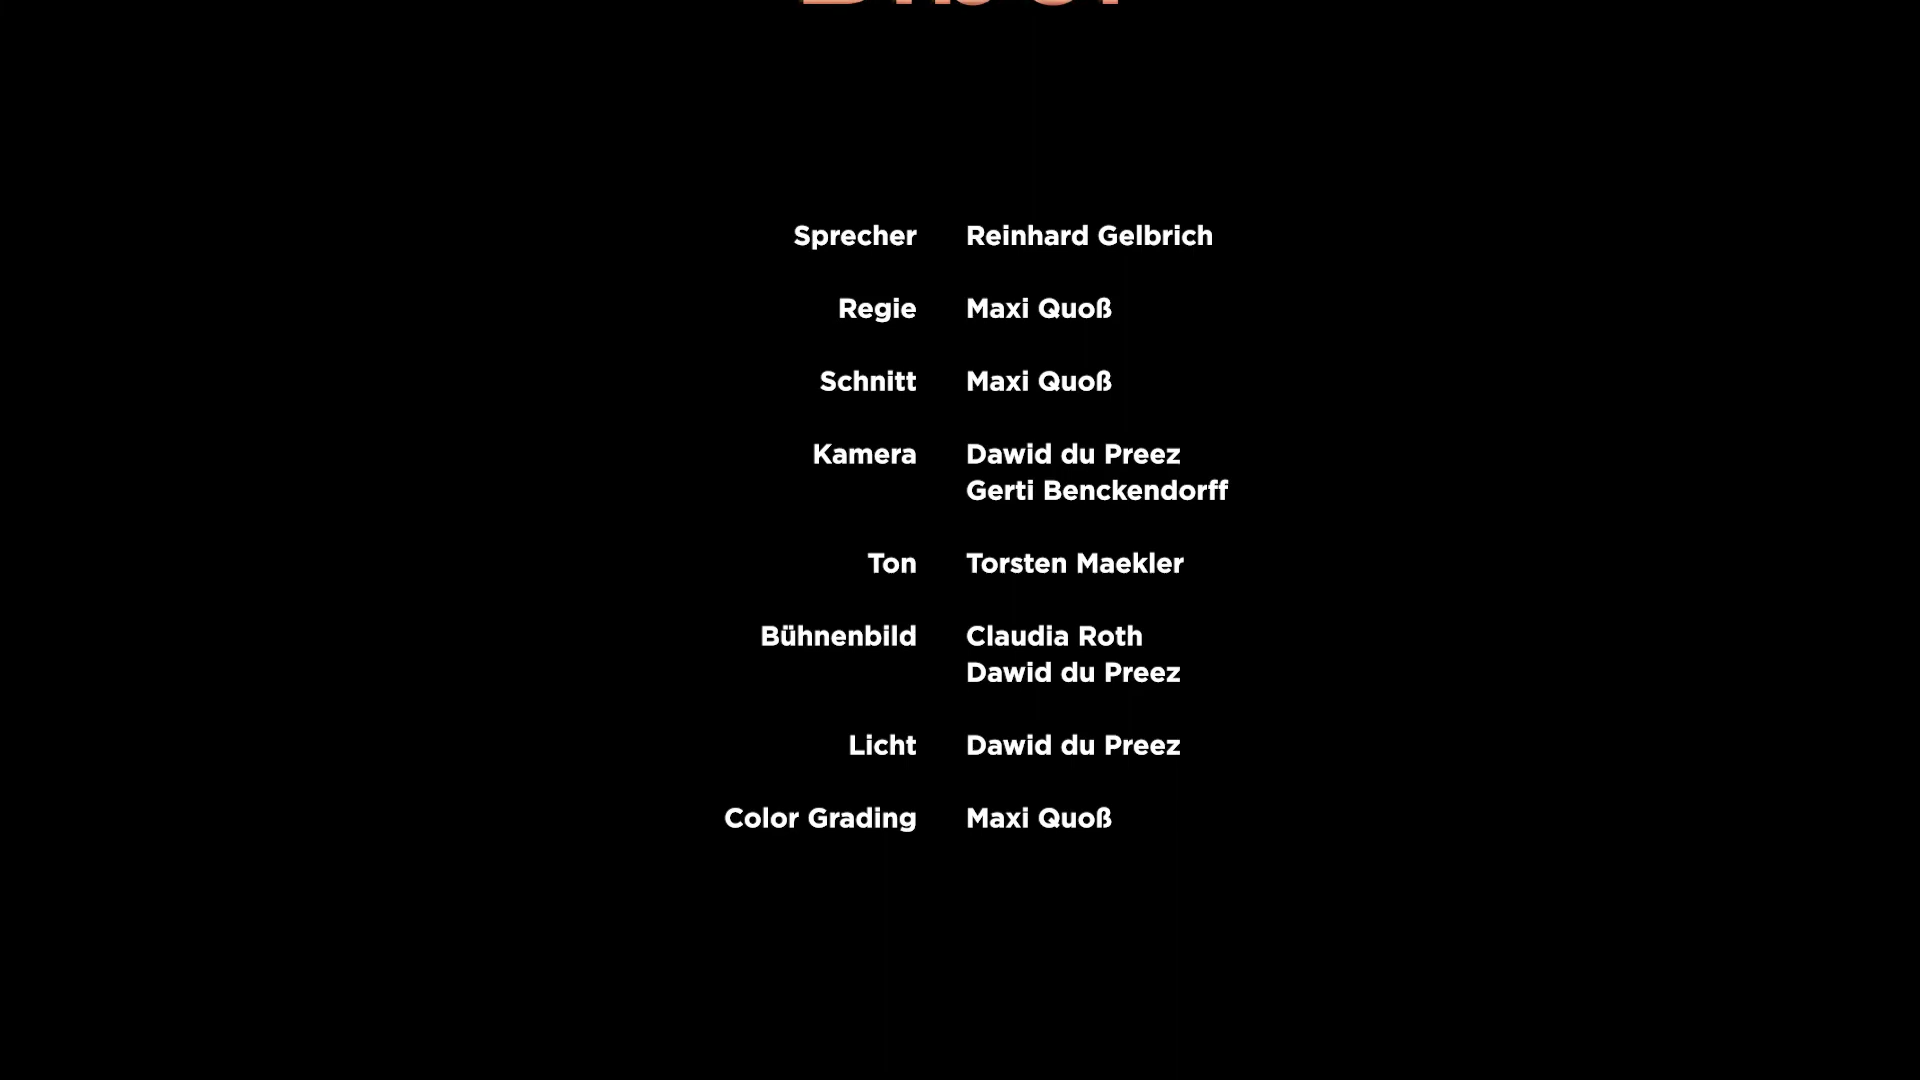 Sprecher Reinhard Gelbrich
Regie Maxi Quoß
Schnitt Maxi Quoß
Kamera Dawid du Preez
Gerti Benckendorff
Ton Torsten Maekler
Bühnenbild Claudia Roth
Dawid du Preez
Licht Dawid du Preez
Color Grading Maxi Quoß